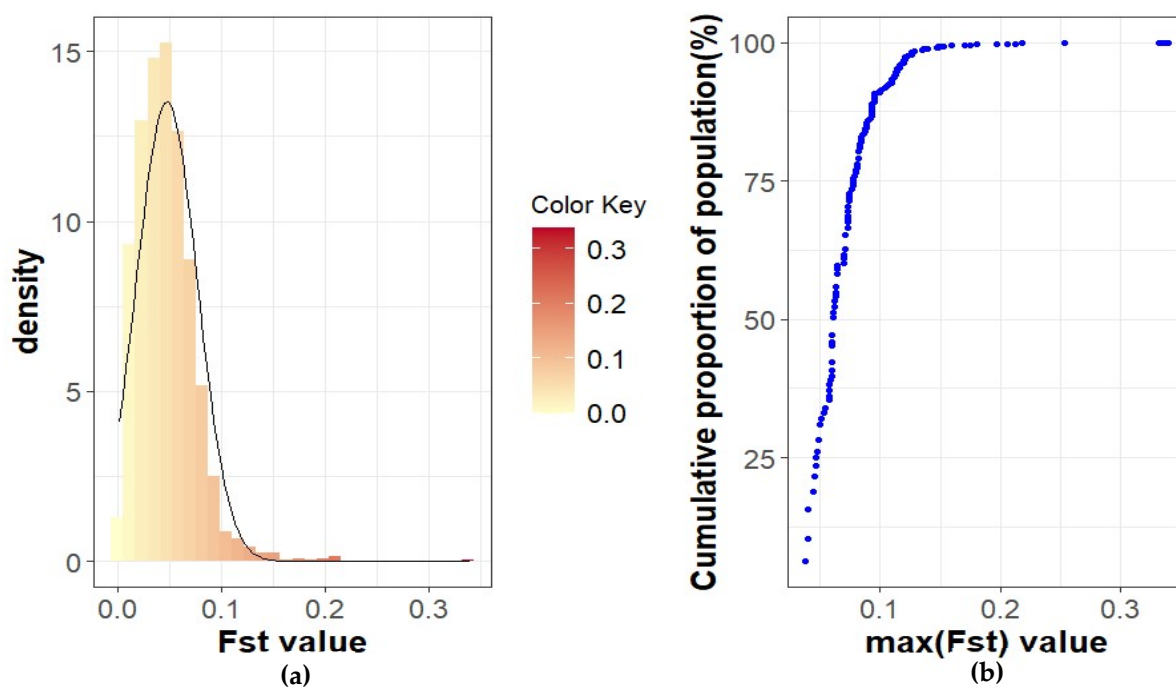 15
10
5
0
density
0.0
0.1
0.2
0.3
Fst value
(a)
Color Key
0.3
0.2
0.1
0.0
100
75
50
25
Cumulative proportion of population(%)
0.1
0.2
0.3
max(Fst) value
(b)